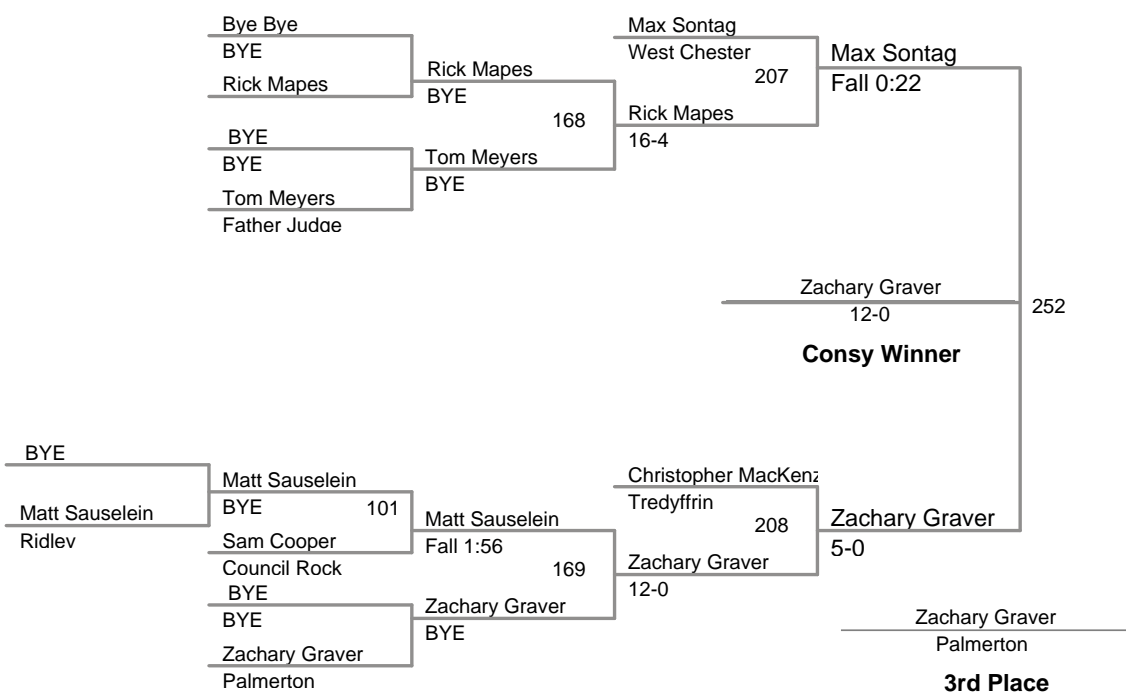 Bye Bye
BYE
Rick Mapes
BYE
BYE
Tom Meyers
Father Judge
Rick Mapes
BYE
168
Tom Meyers
BYE
Max Sontag
West Chester
207
Rick Mapes
16-4
Max Sontag
Fall 0:22
Zachary Graver
12-0
252
Consy Winner
BYE
Matt Sauselein
Ridley
Matt Sauselein
BYE
101
Sam Cooper
Council Rock
BYE
BYE
Zachary Graver
Palmerton
Matt Sauselein
Fall 1:56
169
Zachary Graver
BYE
Christopher MacKenz
Tredyffrin
208
Zachary Graver
12-0
Zachary Graver
5-0
Zachary Graver
Palmerton
3rd Place